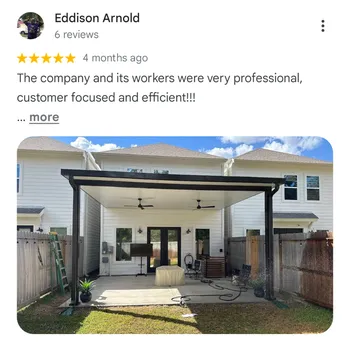 Eddison Arnold
6 reviews
4 months ago
The company and its workers were very professional,
customer focused and efficient!!!
... more